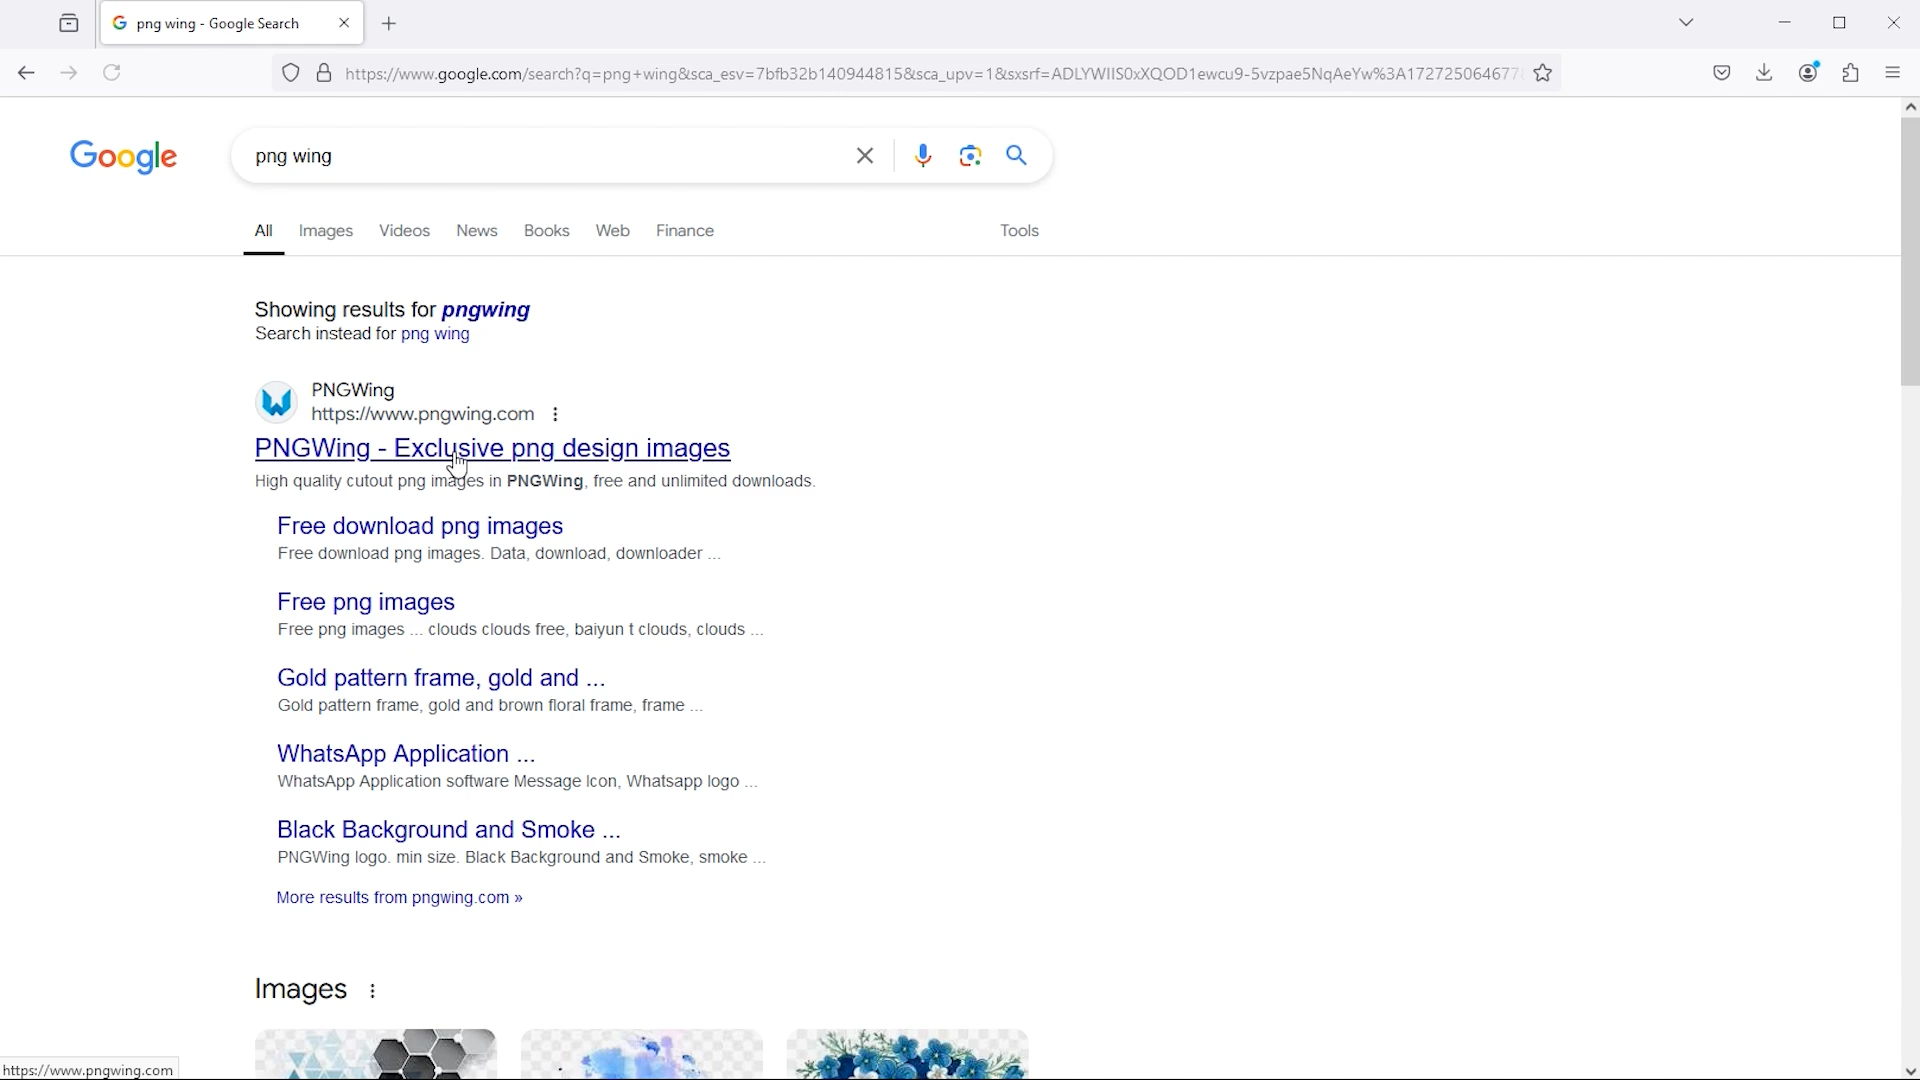 png wing - Google Search
https://www.google.com/search?q=png+wing&sca_esv=7bfb32b140944815&sca_upv=1&sxsrf=ADLYWIIS0xXQOD1ewcu9-5vzpae5NqAeYw%3A172725064677
Google
png wing
All Images Videos News Books Web Finance Tools
Showing results for pngwing
Search instead for png wing
PNGWing
https://www.pngwing.com
PNGWing - Exclusive png design images
High quality cutout png images in PNGWing, free and unlimited downloads.
Free download png images
Free download png images. Data, download, downloader ...
Free png images
Free png images ... clouds clouds free, baiyun t clouds, clouds ...
Gold pattern frame, gold and ...
Gold pattern frame, gold and brown floral frame, frame ...
WhatsApp Application ...
WhatsApp Application software Message Icon, Whatsapp logo ...
Black Background and Smoke ...
PNGWing logo. min size. Black Background and Smoke, smoke ...
More results from pngwing.com »
Images
https://www.pngwing.com